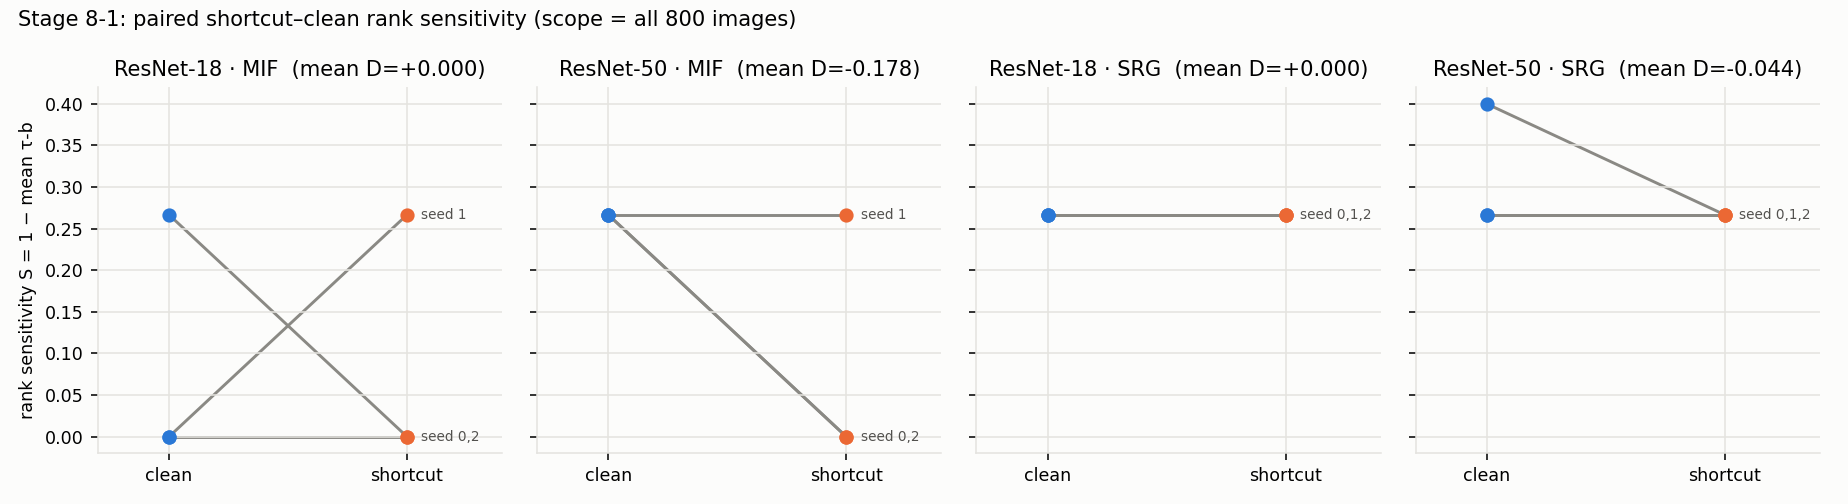 Stage 8-1: paired shortcut–clean rank sensitivity (scope = all 800 images)
ResNet-18 · MIF  (mean D=+0.000)
ResNet-50 · MIF  (mean D=-0.178)
ResNet-18 · SRG  (mean D=+0.000)
ResNet-50 · SRG  (mean D=-0.044)
rank sensitivity S = 1 − mean τ-b
0.40
0.35
0.30
0.25
0.20
0.15
0.10
0.05
0.00
seed 1
seed 0,2
clean
shortcut
seed 1
seed 0,2
clean
shortcut
seed 0,1,2
clean
shortcut
seed 0,1,2
clean
shortcut